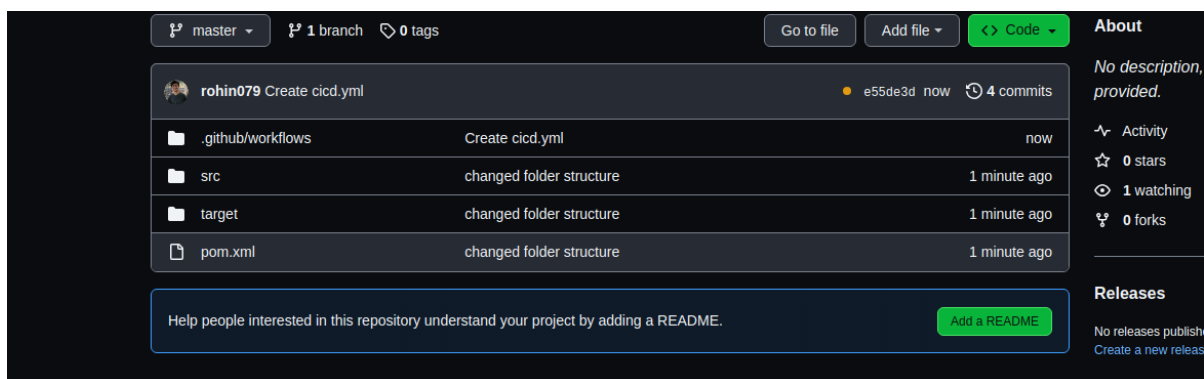 master 1 branch 0 tags Go to file Add file Code
rohin079 Create cicd.yml e55de3d now 4 commits
.github/workflows Create cicd.yml now
src changed folder structure 1 minute ago
target changed folder structure 1 minute ago
pom.xml changed folder structure 1 minute ago
Help people interested in this repository understand your project by adding a README. Add a README
About
No description,
provided.
Activity
0 stars
1 watching
0 forks
Releases
No releases publishe
Create a new releas